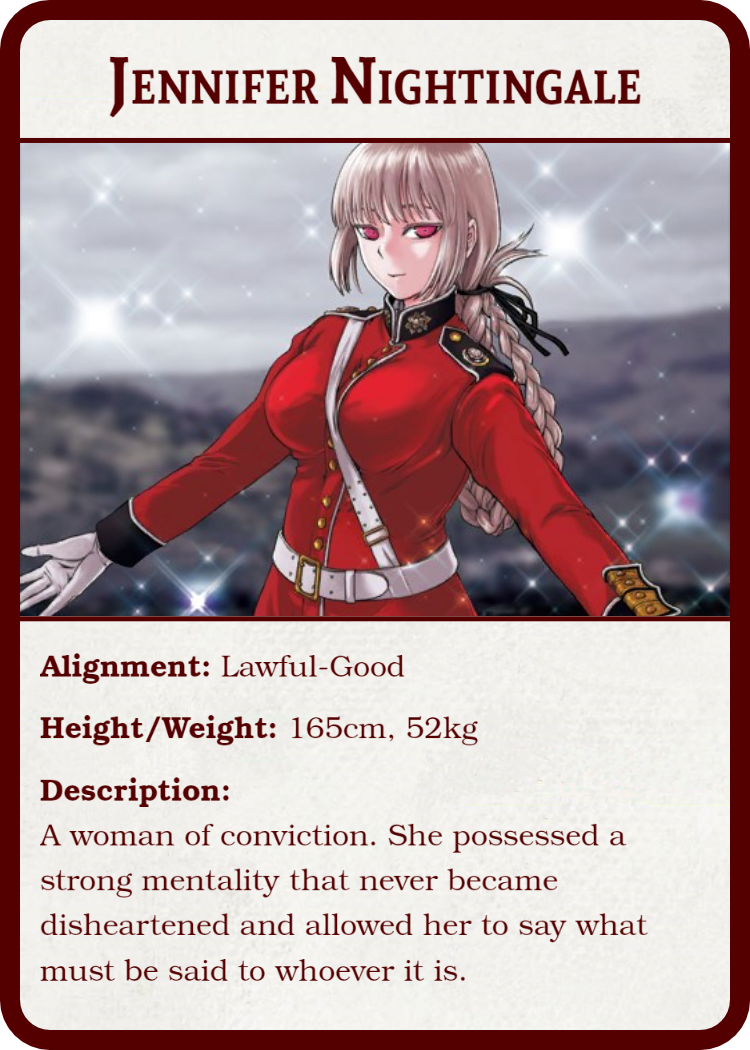 Jennifer Nightingale
Alignment: Lawful-Good
Height/Weight: 165cm, 52kg
Description:
A woman of conviction. She possessed a
strong mentality that never became
disheartened and allowed her to say what
must be said to whoever it is.